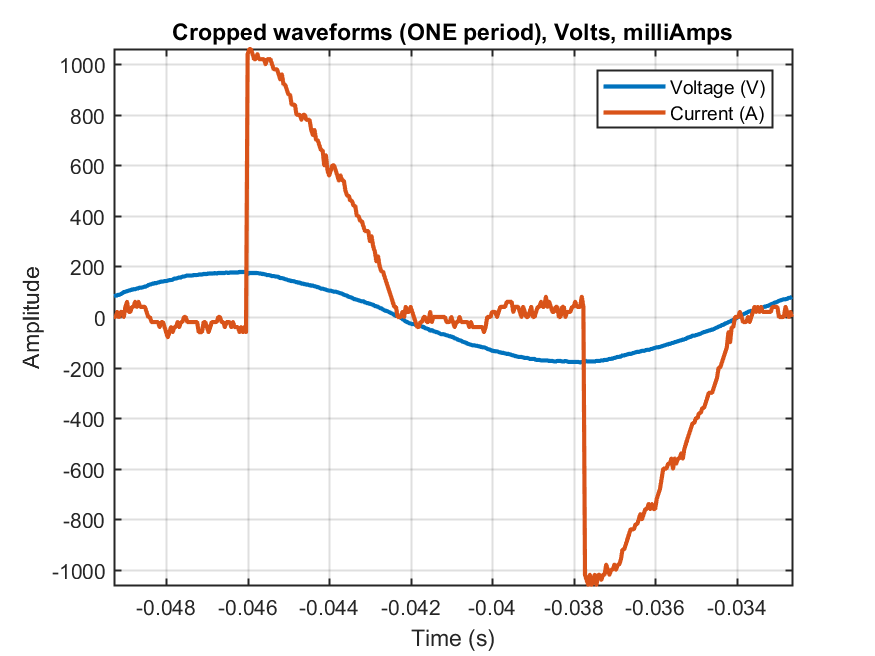 Cropped waveforms (ONE period), Volts, milliAmps
Voltage (V)
Current (A)
Amplitude
1000
800
600
400
200
0
-200
-400
-600
-800
-1000
-0.048 -0.046 -0.044 -0.042 -0.04 -0.038 -0.036 -0.034
Time (s)